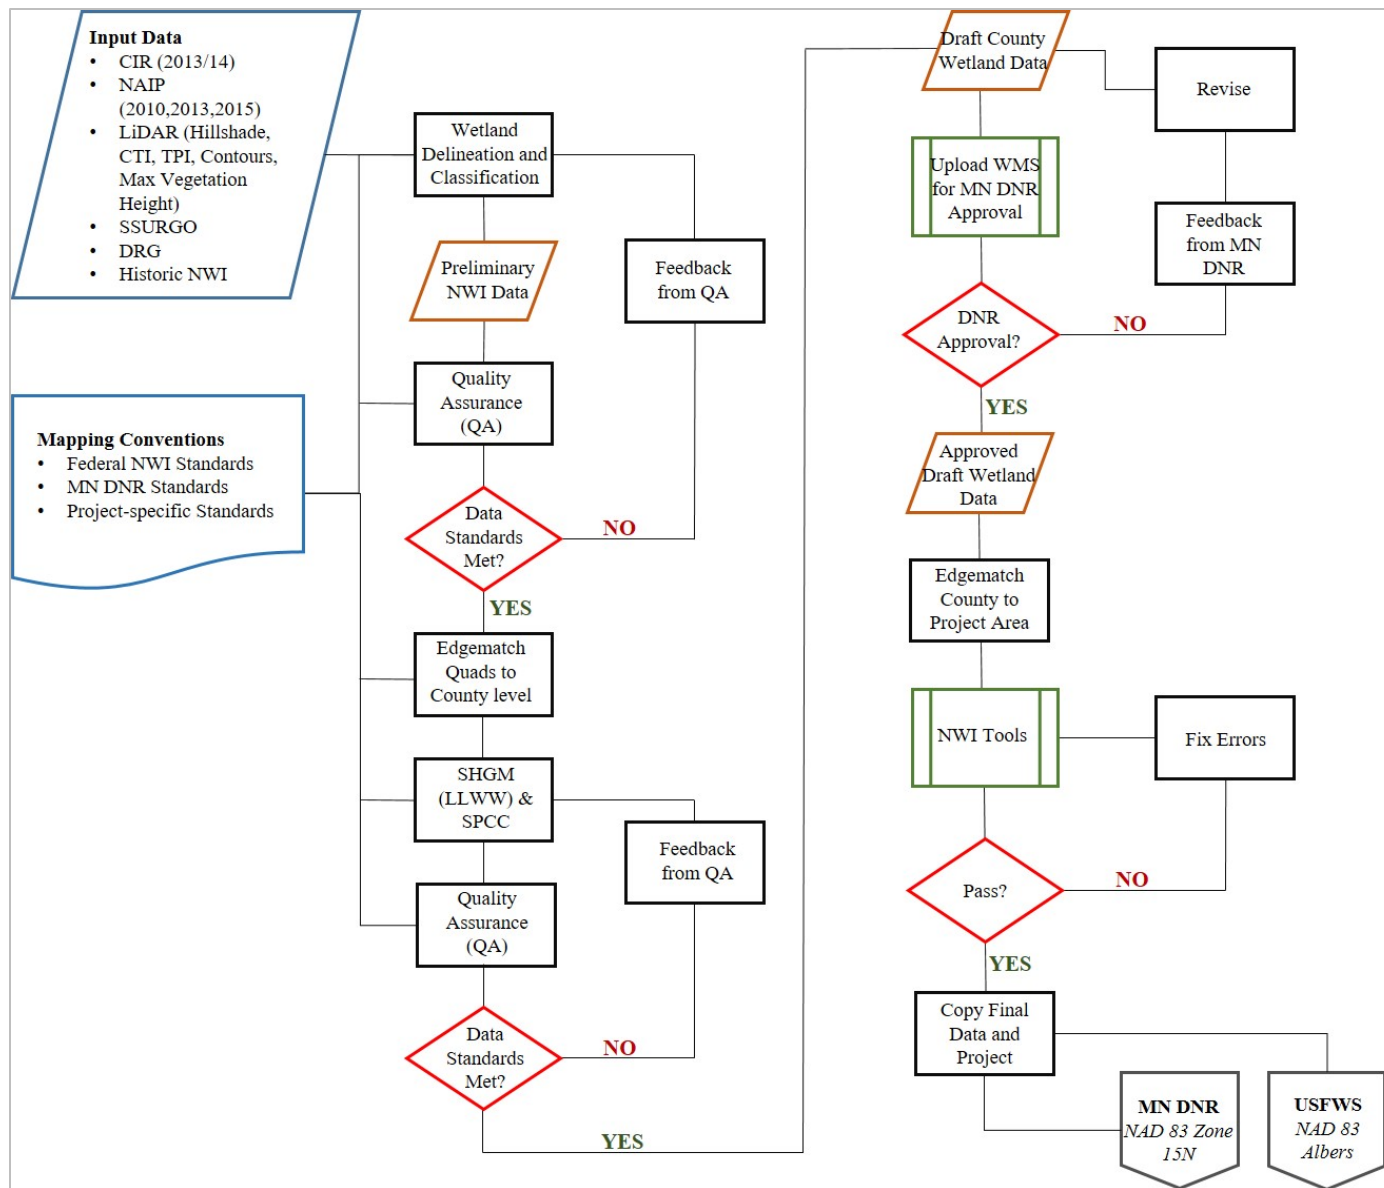 Input Data
• CIR (2013/14)
• NAIP
(2010,2013,2015)
• LiDAR (Hillshade,
CTI, TPI, Contours,
Max Vegetation
Height)
• SSURGO
• DRG
• Historic NWI
Mapping Conventions
• Federal NWI Standards
• MN DNR Standards
• Project-specific Standards
Wetland
Delineation and
Classification
Preliminary
NWI Data
Feedback
from QA
Quality
Assurance
(QA)
Data
Standards
Met?
NO
YES
Edgematch
Quads to
County level
SHGM
(LLWW) &
SPCC
Feedback
from QA
Quality
Assurance
(QA)
Data
Standards
Met?
NO
YES
Draft County
Wetland Data
Revise
Upload WMS
for MN DNR
Approval
Feedback
from MN
DNR
DNR
Approval?
NO
YES
Approved
Draft Wetland
Data
Edgematch
County to
Project Area
NWI Tools
Fix Errors
Pass?
NO
YES
Copy Final
Data and
Project
MN DNR
NAD 83 Zone
15N
USFWS
NAD 83
Albers